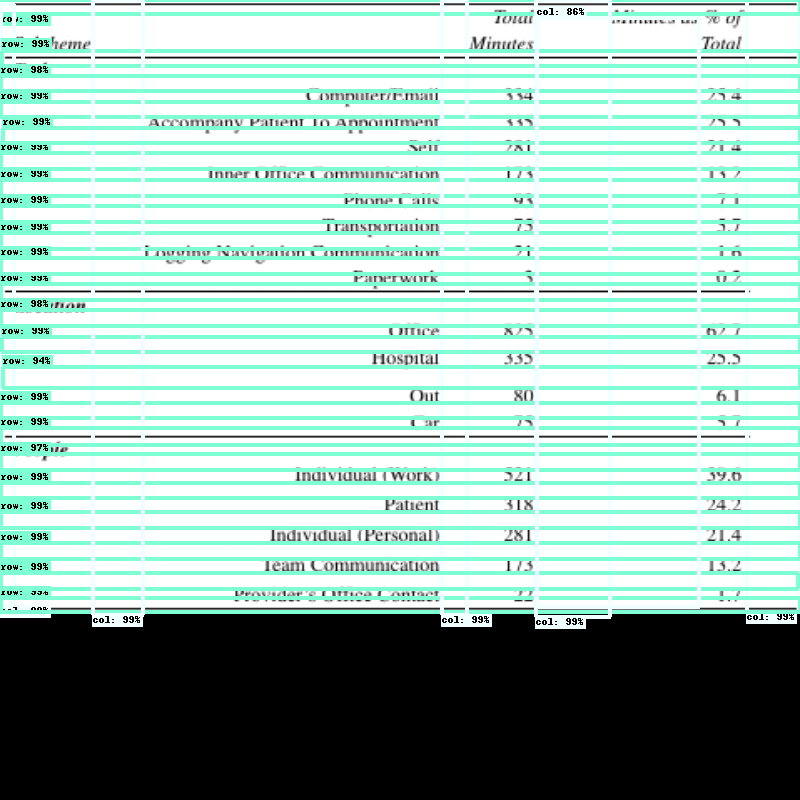 row: 99% Total col: 86% Minutes as % of
row: 99% Minutes Total
row: 98%
row: 99% Computer/Email 334 25.4
row: 99% Accompany Patient To Appointment 335 25.5
row: 99% Self 281 21.4
row: 99% Inner Office Communication 173 13.2
row: 99% Phone Calls 93 7.1
row: 99% Transportation 75 5.7
row: 99% Logging Navigation Communication 21 1.6
row: 99% Paperwork 3 0.2
row: 98%
row: 99% Office 825 62.7
row: 94% Hospital 335 25.5
row: 99% Out 80 6.1
row: 99% Car 75 5.7
row: 97%
row: 99% Individual (Work) 521 39.6
row: 99% Patient 318 24.2
row: 99% Individual (Personal) 281 21.4
row: 99% Team Communication 173 13.2
row: 99% Provider's Office Contact 22 1.7
col: 99% col: 99% col: 99% col: 99%